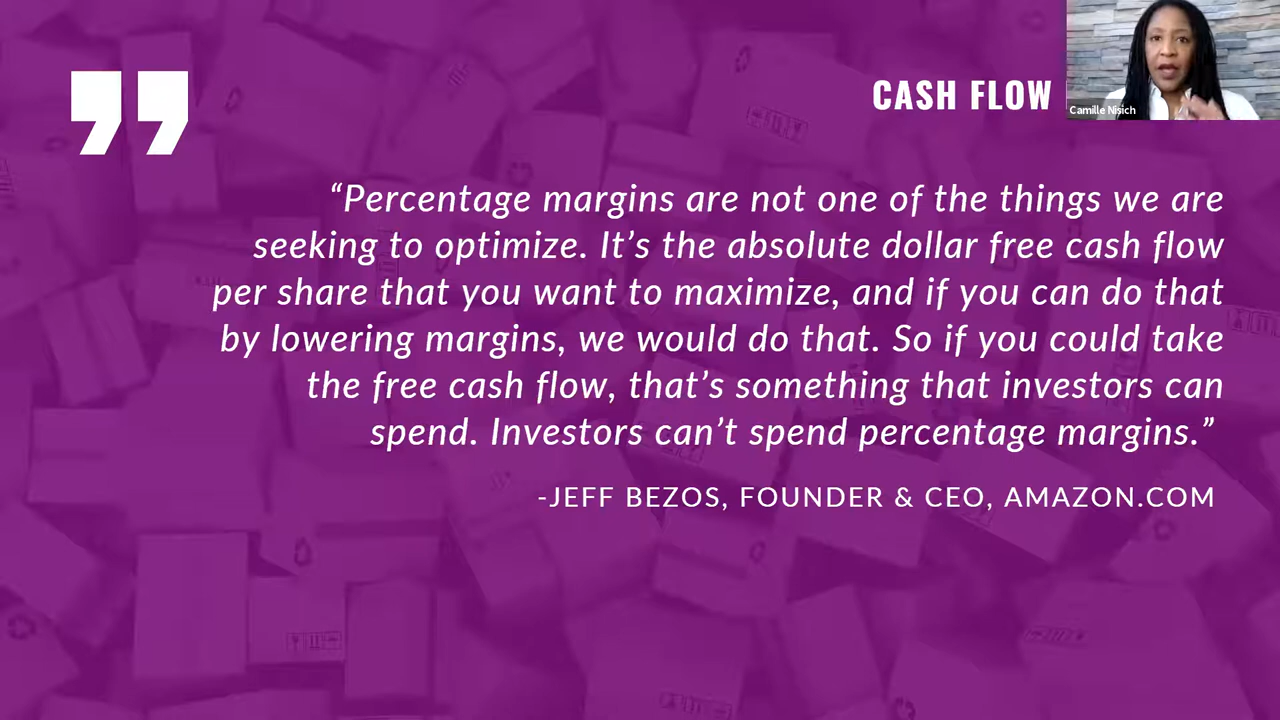 ”
CASH FLOW
Camille Nisich
“Percentage margins are not one of the things we are
seeking to optimize. It’s the absolute dollar free cash flow
per share that you want to maximize, and if you can do that
by lowering margins, we would do that. So if you could take
the free cash flow, that’s something that investors can
spend. Investors can’t spend percentage margins.”
-JEFF BEZOS, FOUNDER & CEO, AMAZON.COM